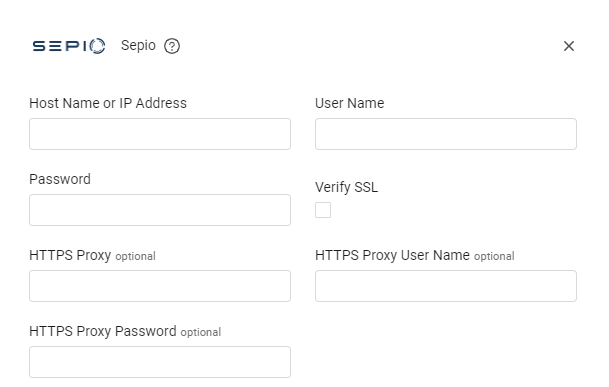 SEPIO Sepio ?
Host Name or IP Address
User Name
Password
Verify SSL
HTTPS Proxy optional
HTTPS Proxy User Name optional
HTTPS Proxy Password optional